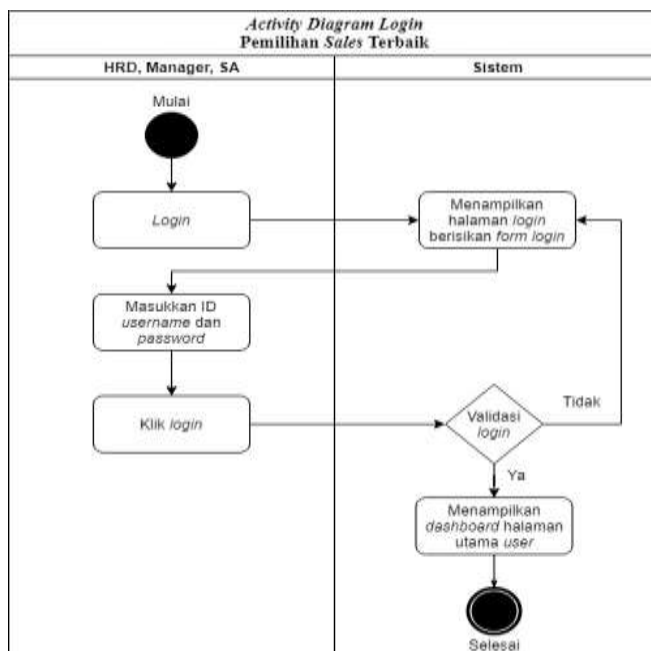 Activity Diagram Login
Pemilihan Sales Terbaik
HRD, Manager, SA
Sistem
Mulai
Login
Menampilkan
halaman login
berisikan form login
Masukkan ID
username dan
password
Klik login
Validasi
login
Tidak
Ya
Menampilkan
dashboard halaman
utama user
Selesai